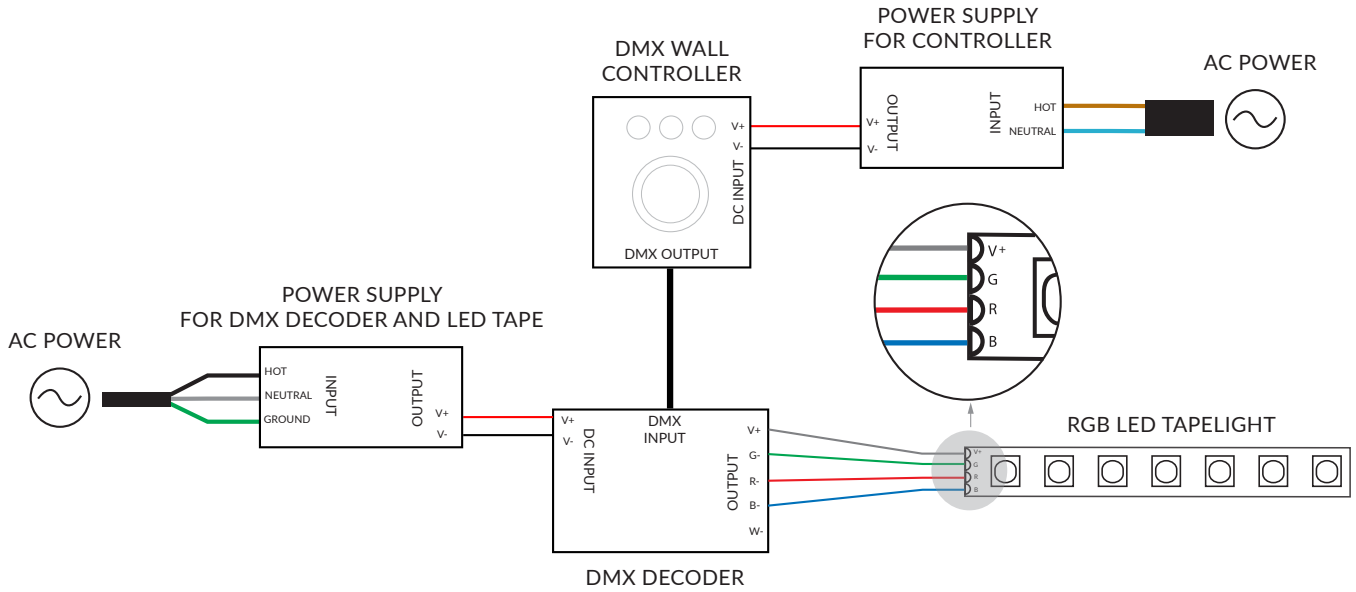 POWER SUPPLY
FOR CONTROLLER
DMX WALL
CONTROLLER
AC POWER
OUTPUT
INPUT
HOT
NEUTRAL
V+
V-
V+
V-
DC INPUT
DMX OUTPUT
V+
G
R
B
POWER SUPPLY
FOR DMX DECODER AND LED TAPE
AC POWER
HOT
NEUTRAL
GROUND
INPUT
OUTPUT
V+
V-
V+
V-
DC INPUT
DMX
INPUT
OUTPUT
V+
G-
R-
B-
W-
RGB LED TAPELIGHT
V+
G
R
B
DMX DECODER